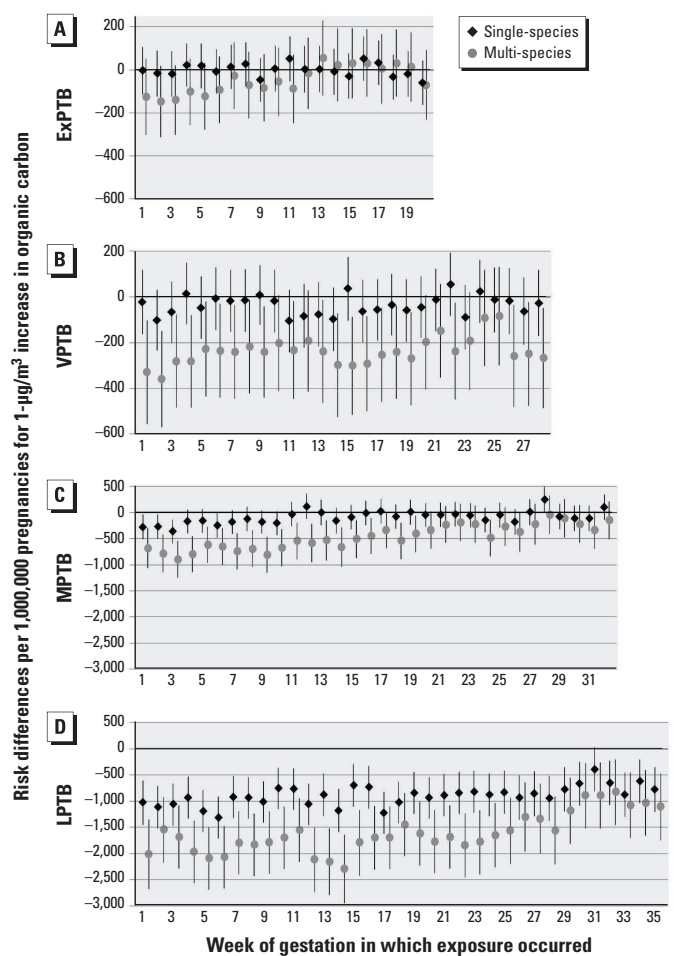 Single-species
Multi-species
Risk differences per 1,000,000 pregnancies for 1-µg/m³ increase in organic carbon
A
ExPTB
200
0
−200
−400
−600
1 3 5 7 9 11 13 15 17 19
B
VPTB
200
0
−200
−400
−600
1 3 5 7 9 11 13 15 17 19 21 23 25 27
C
MPTB
500
0
−500
−1,000
−1,500
−2,000
−2,500
−3,000
1 3 5 7 9 11 13 15 17 19 21 23 25 27 29 31
D
LPTB
500
0
−500
−1,000
−1,500
−2,000
−2,500
−3,000
1 3 5 7 9 11 13 15 17 19 21 23 25 27 29 31 33 35
Week of gestation in which exposure occurred